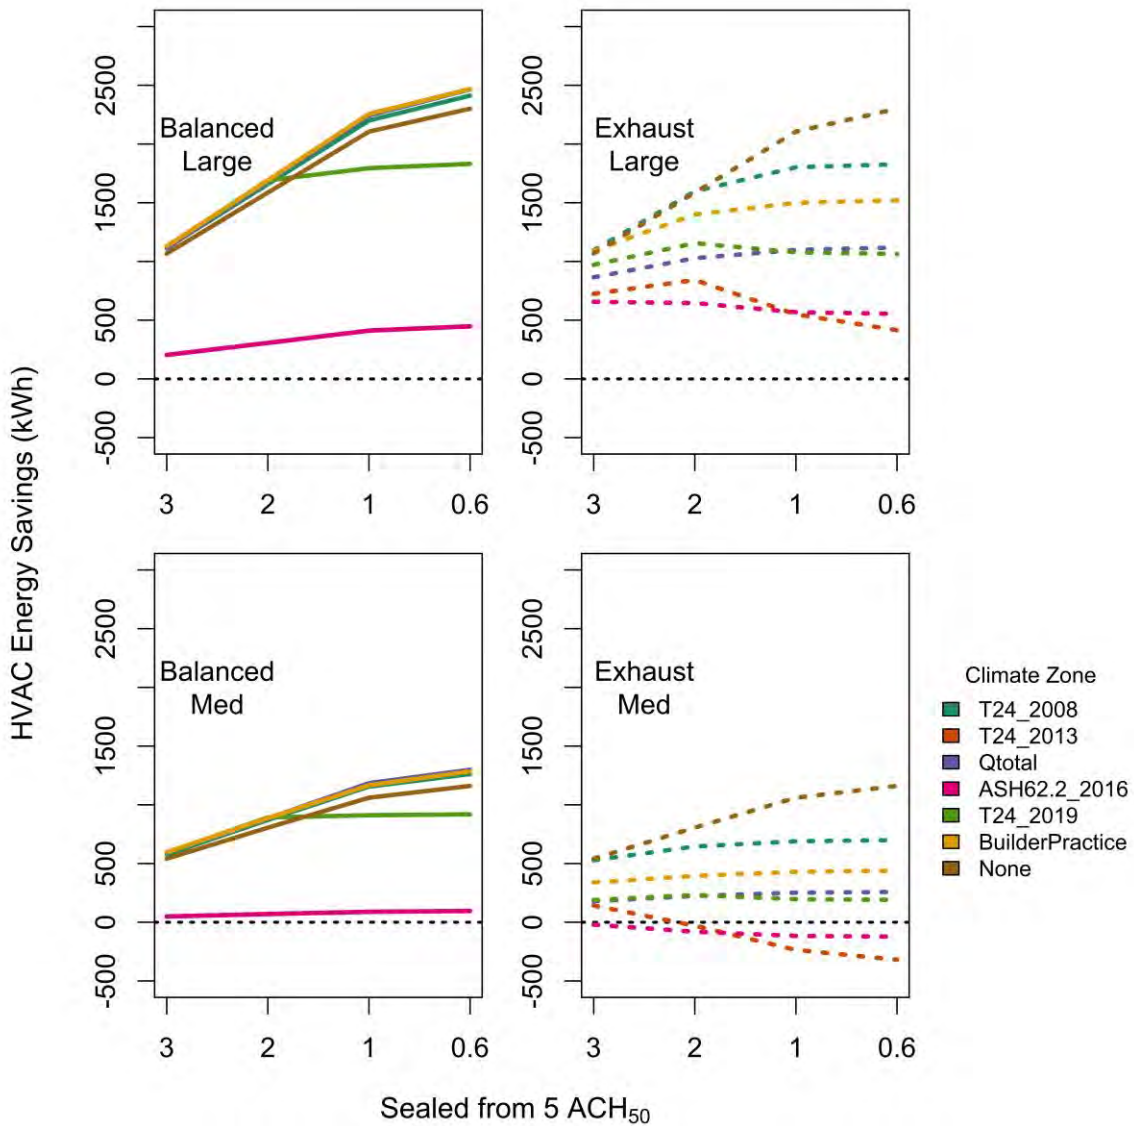 HVAC Energy Savings (kWh)
2500
1500
500
0
-500
Balanced
Large
3 2 1 0.6
2500
1500
500
0
-500
Exhaust
Large
3 2 1 0.6
2500
1500
500
0
-500
Balanced
Med
3 2 1 0.6
2500
1500
500
0
-500
Exhaust
Med
3 2 1 0.6
Climate Zone
T24_2008
T24_2013
Qtotal
ASH62.2_2016
T24_2019
BuilderPractice
None
Sealed from 5 ACH₅₀